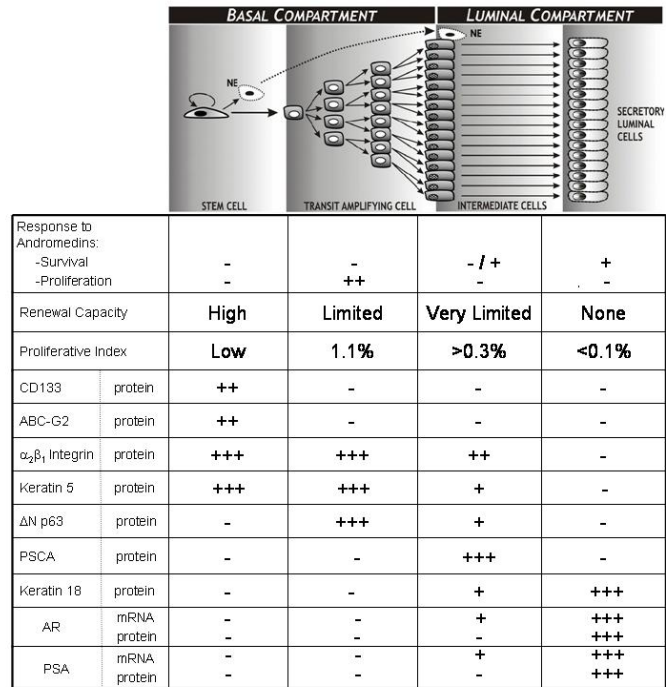 BASAL COMPARTMENT LUMINAL COMPARTMENT
NE
NE
SECRETORY
LUMINAL
CELLS
STEM CELL TRANSIT AMPLIFYING CELL INTERMEDIATE CELLS
Response to
Andromedins:
-Survival - - - / + +
-Proliferation - ++ - -
Renewal Capacity High Limited Very Limited None
Proliferative Index Low 1.1% >0.3% <0.1%
CD133 protein ++ - - -
ABC-G2 protein ++ - - -
α₂β₁ Integrin protein +++ +++ ++ -
Keratin 5 protein +++ +++ + -
ΔN p63 protein - +++ + -
PSCA protein - - +++ -
Keratin 18 protein - - + +++
AR mRNA - - + +++
protein - - - +++
PSA mRNA - - + +++
protein - - - +++